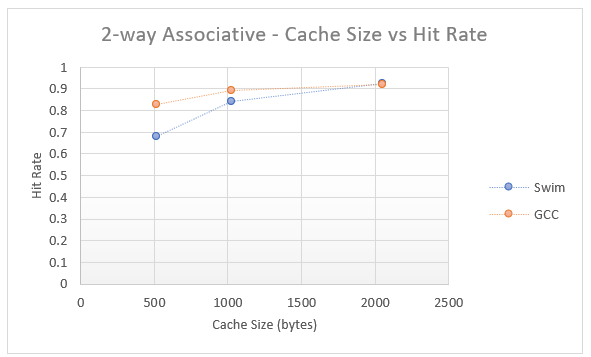 2-way Associative - Cache Size vs Hit Rate
1
0.9
0.8
0.7
0.6
0.5
0.4
0.3
0.2
0.1
0
Hit Rate
0 500 1000 1500 2000 2500
Cache Size (bytes)
Swim
GCC